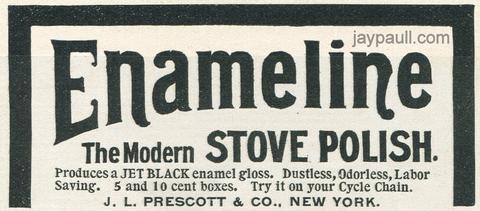 jaypaull.com
Enameline
The Modern STOVE POLISH.
Produces a JET BLACK enamel gloss. Dustless, Odorless, Labor
Saving. 5 and 10 cent boxes. Try it on your Cycle Chain.
J. L. PRESCOTT & CO., NEW YORK.